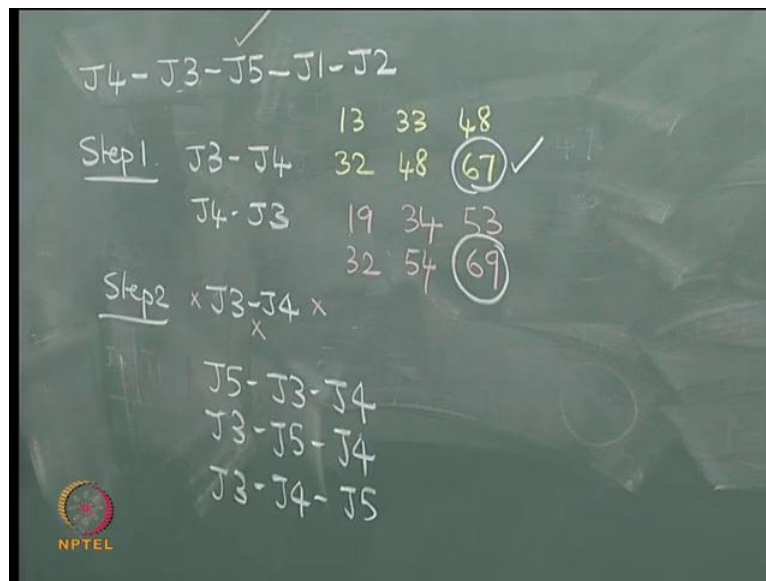 J4-J3-J5-J1-J2
13 33 48
Step1. J3-J4 32 48 67
J4-J3 19 34 53
32 54 69
Step2 x J3-J4 x
x
J5-J3-J4
J3-J5-J4
J3-J4-J5
NPTEL